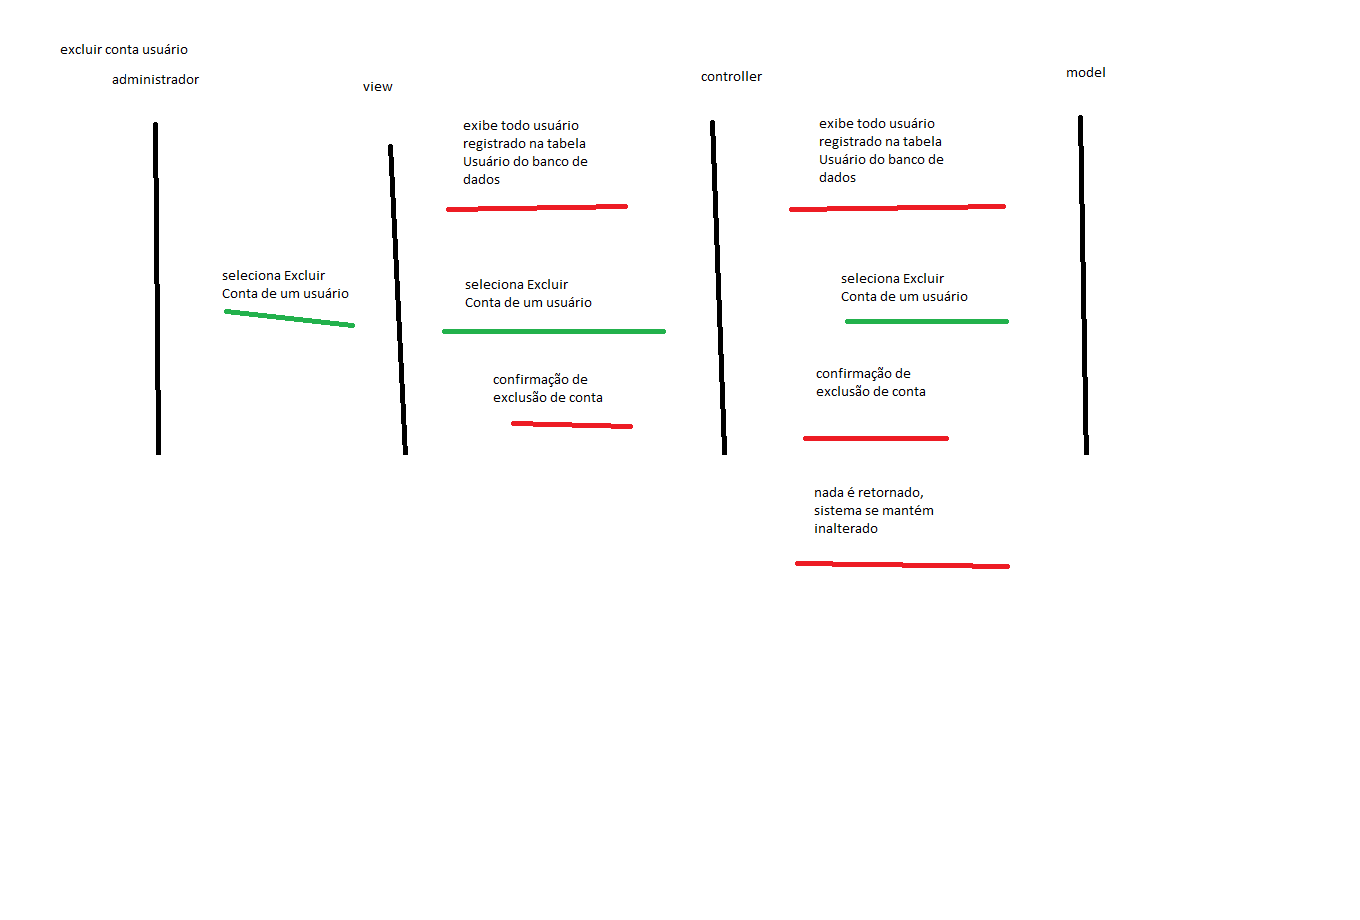 excluir conta usuário
administrador
view
controller
model
exibe todo usuário
registrado na tabela
Usuário do banco de
dados
exibe todo usuário
registrado na tabela
Usuário do banco de
dados
seleciona Excluir
Conta de um usuário
seleciona Excluir
Conta de um usuário
seleciona Excluir
Conta de um usuário
confirmação de
exclusão de conta
confirmação de
exclusão de conta
nada é retornado,
sistema se mantém
inalterado